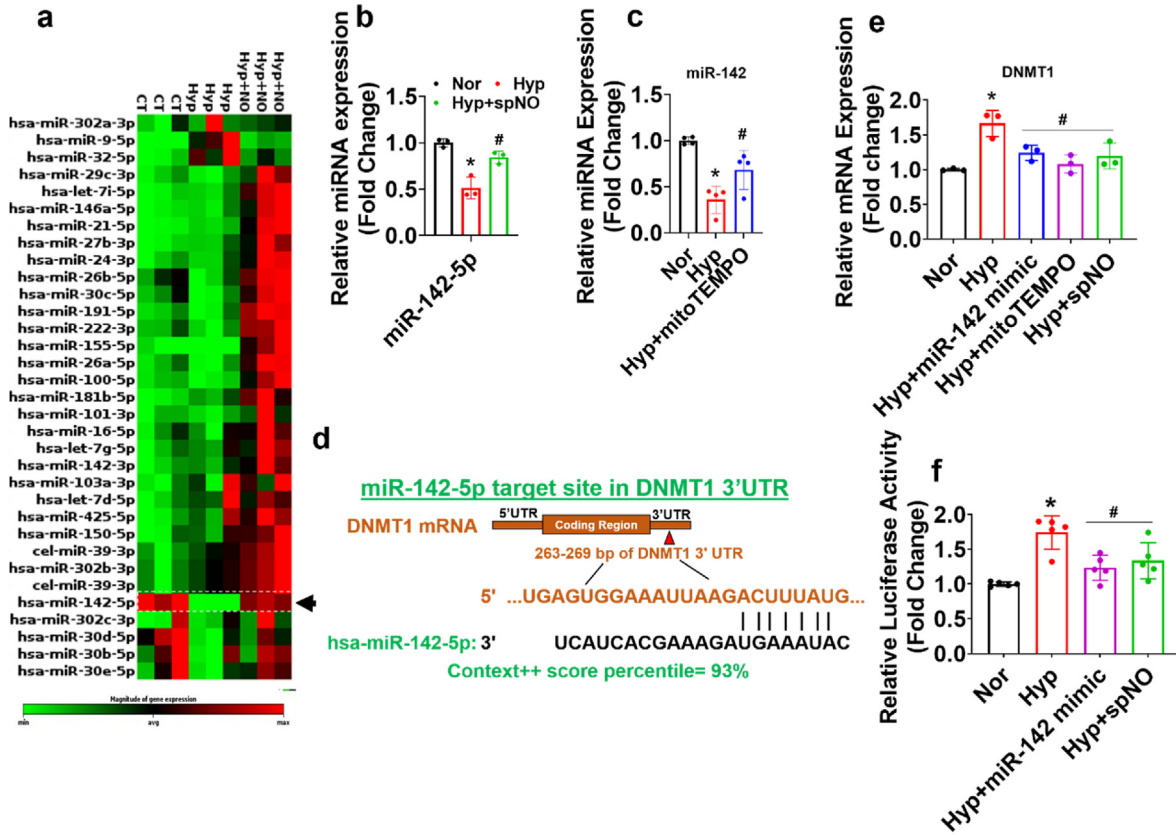 a
CT
CT
CT
Hyp
Hyp
Hyp
Hyp+NO
Hyp+NO
Hyp+NO
hsa-miR-302a-3p
hsa-miR-9-5p
hsa-miR-32-5p
hsa-miR-29c-3p
hsa-let-7i-5p
hsa-miR-146a-5p
hsa-miR-21-5p
hsa-miR-27b-3p
hsa-miR-24-3p
hsa-miR-26b-5p
hsa-miR-30c-5p
hsa-miR-191-5p
hsa-miR-222-3p
hsa-miR-155-5p
hsa-miR-26a-5p
hsa-miR-100-5p
hsa-miR-181b-5p
hsa-miR-101-3p
hsa-miR-16-5p
hsa-let-7g-5p
hsa-miR-142-3p
hsa-miR-103a-3p
hsa-let-7d-5p
hsa-miR-425-5p
hsa-miR-150-5p
cel-miR-39-3p
hsa-miR-302b-3p
cel-miR-39-3p
hsa-miR-142-5p
hsa-miR-302c-3p
hsa-miR-30d-5p
hsa-miR-30b-5p
hsa-miR-30e-5p
Magnitude of gene expression
min avg max
b
Relative miRNA expression
(Fold Change)
Nor Hyp
Hyp+spNO
1.5
1.0
0.5
0.0
* #
miR-142-5p
c
Relative miRNA Expression
(Fold Change)
miR-142
1.5
1.0
0.5
0.0
* #
Nor
Hyp
Hyp+mitoTEMPO
d
miR-142-5p target site in DNMT1 3'UTR
5'UTR 3'UTR
DNMT1 mRNA Coding Region
263-269 bp of DNMT1 3' UTR
5' ...UGAGUGGAAAUUAAGACUUUAUG...
hsa-miR-142-5p: 3' UCAUCACGAAAGAUGAAAUAC
Context++ score percentile= 93%
e
Relative mRNA Expression
(Fold change)
DNMT1
2.0
1.5
1.0
0.5
0.0
* #
Nor
Hyp
Hyp+miR-142 mimic
Hyp+mitoTEMPO
Hyp+spNO
f
Relative Luciferase Activity
(Fold Change)
2.5
2.0
1.5
1.0
0.5
0.0
* #
Nor
Hyp
Hyp+miR-142 mimic
Hyp+spNO